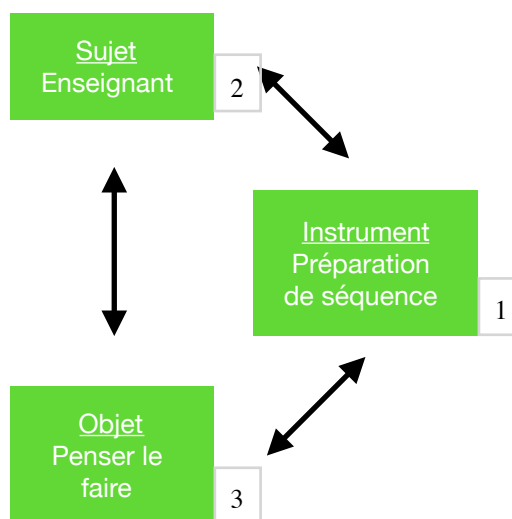 Sujet
Enseignant
2
Instrument
Préparation
de séquence
1
Objet
Penser le
faire
3